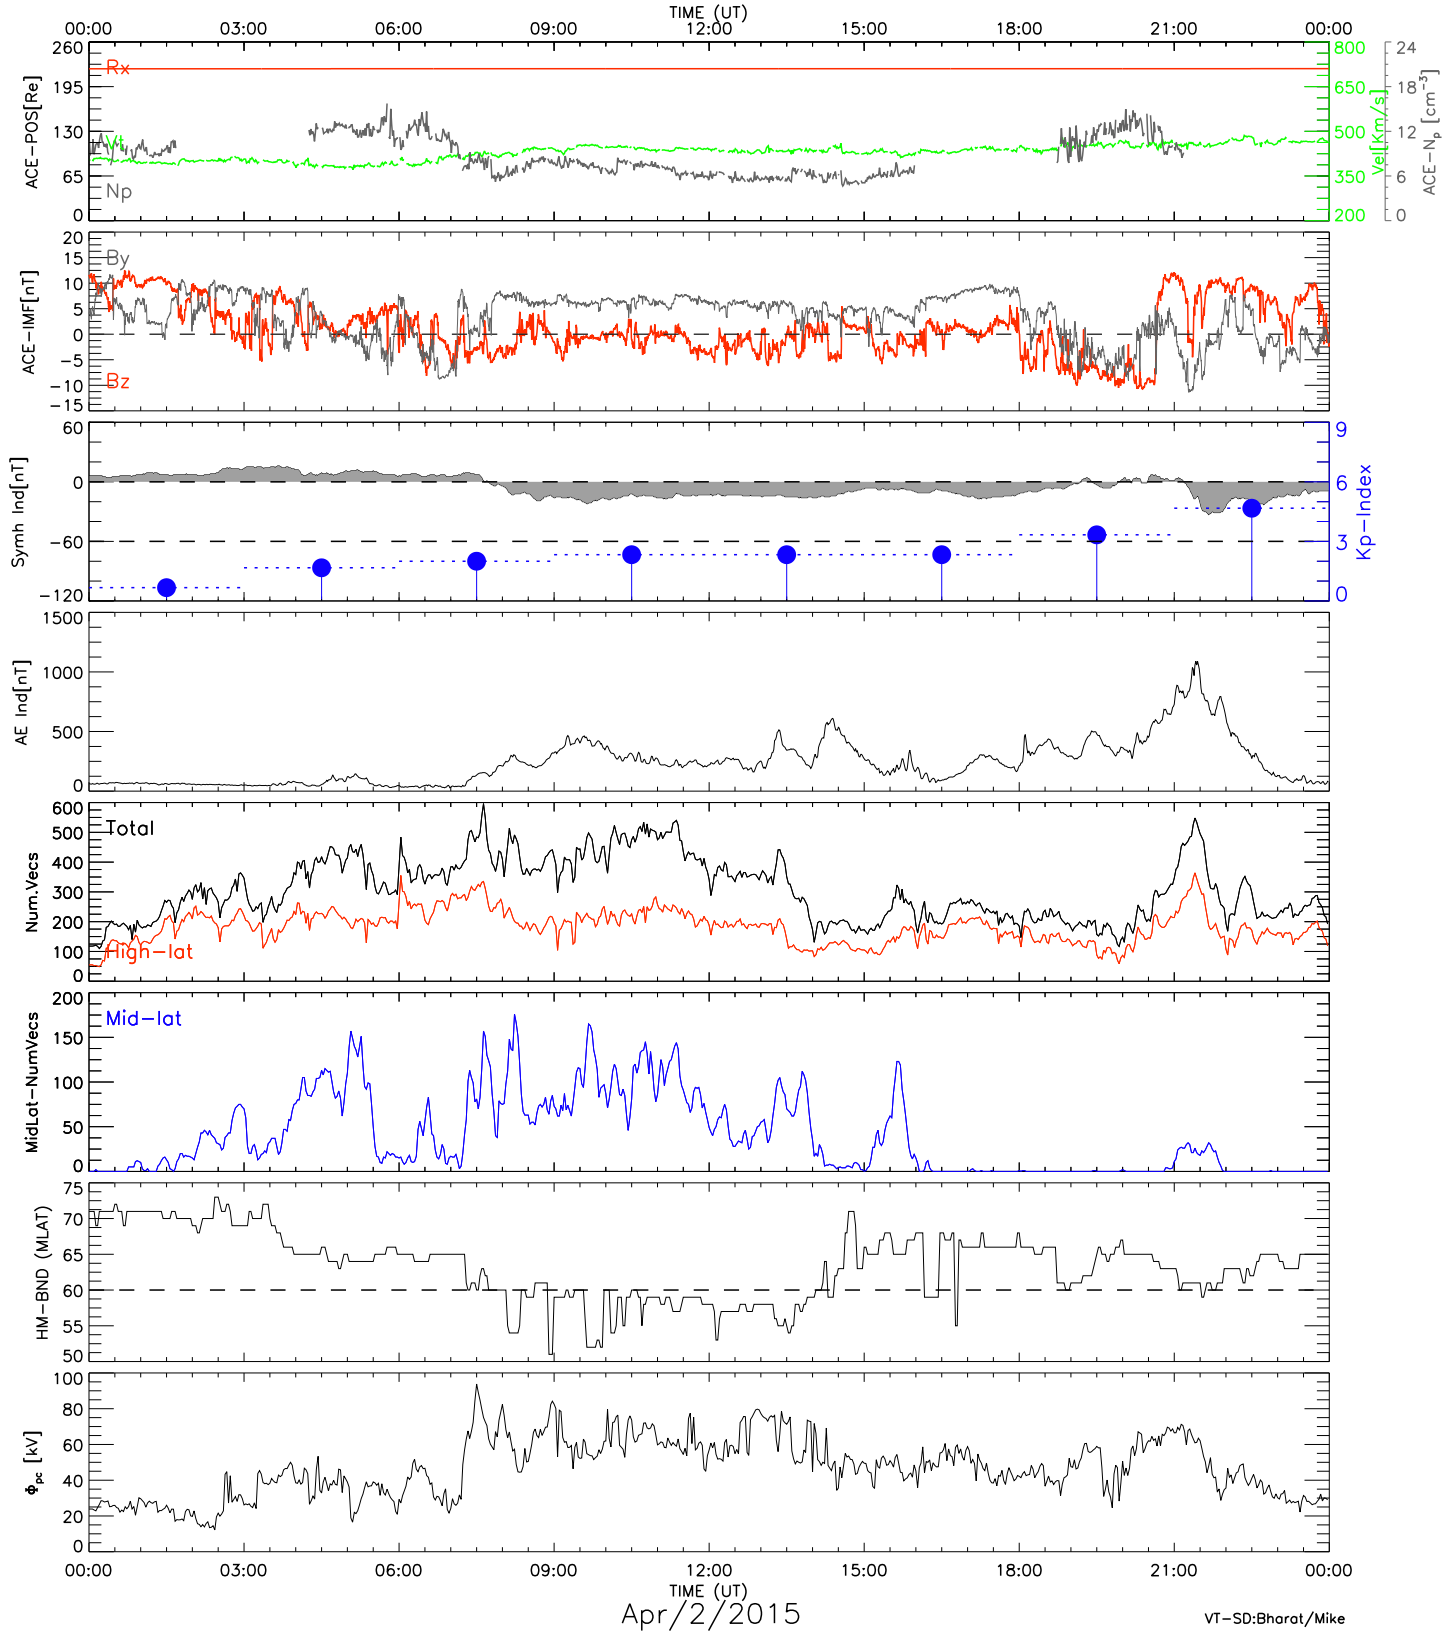 TIME (UT)
00:00 03:00 06:00 09:00 12:00 15:00 18:00 21:00 00:00
ACE-POS[Re]
260
195
130
65
0
Rx
Vt
Np
800
650
500
350
200
Vel[Km/s]
24
18
12
6
0
ACE-Np [cm-3]
ACE-IMF[nT]
20
15
10
5
0
-5
-10
-15
By
Bz
Symh Ind[nT]
60
0
-60
-120
9
6
3
0
Kp-Index
AE Ind[nT]
1500
1000
500
0
Num.Vecs
600
500
400
300
200
100
0
Total
High-lat
MidLat-NumVecs
200
150
100
50
0
Mid-lat
HM-BND (MLAT)
75
70
65
60
55
50
Φpc [kV]
100
80
60
40
20
0
00:00 03:00 06:00 09:00 12:00 15:00 18:00 21:00 00:00
TIME (UT)
Apr/2/2015
VT-SD:Bharat/Mike